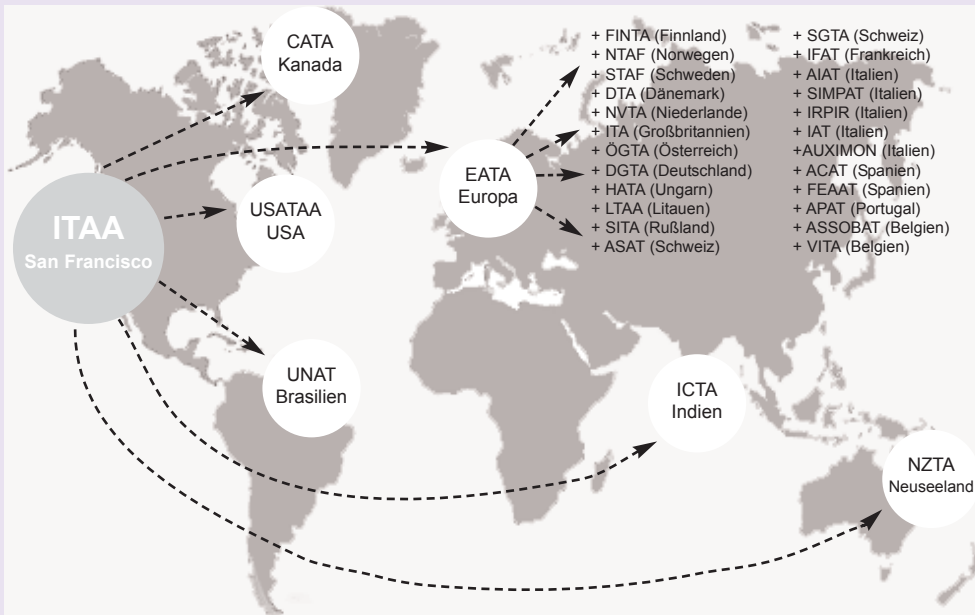 CATA
Kanada
+ FINTA (Finnland)
+ NTAF (Norwegen)
+ STAF (Schweden)
+ DTA (Dänemark)
+ NVTA (Niederlande)
+ ITA (Großbritannien)
+ ÖGTA (Österreich)
+ DGTA (Deutschland)
+ HATA (Ungarn)
+ LTAA (Litauen)
+ SITA (Rußland)
+ ASAT (Schweiz)
+ SGTA (Schweiz)
+ IFAT (Frankreich)
+ AIAT (Italien)
+ SIMPAT (Italien)
+ IRPIR (Italien)
+ IAT (Italien)
+AUXIMON (Italien)
+ ACAT (Spanien)
+ FEAAT (Spanien)
+ APAT (Portugal)
+ ASSOBAT (Belgien)
+ VITA (Belgien)
EATA
Europa
ITAA
San Francisco
USATAA
USA
UNAT
Brasilien
ICTA
Indien
NZTA
Neuseeland